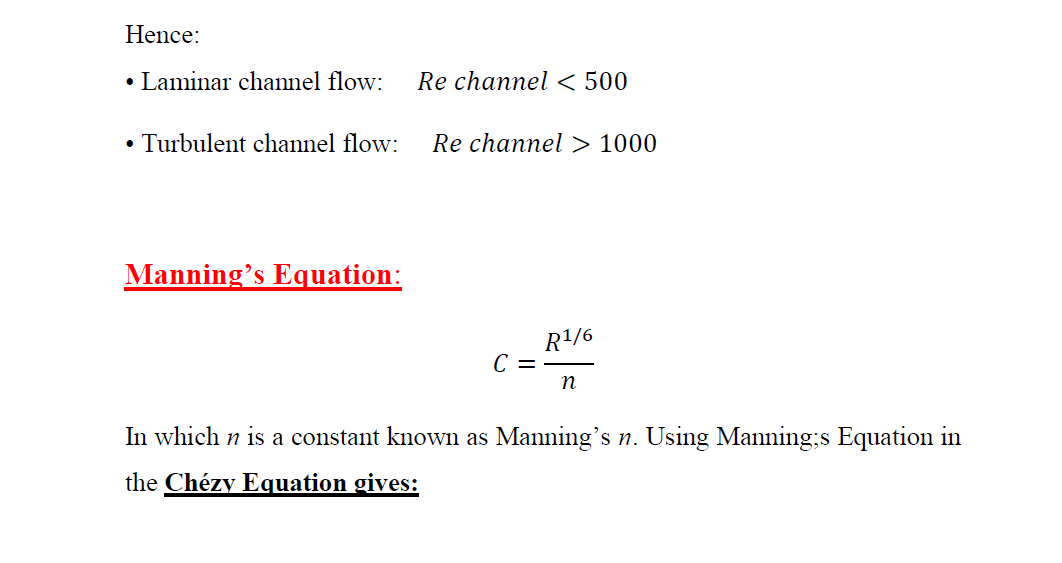 Hence:
• Laminar channel flow: Re channel < 500
• Turbulent channel flow: Re channel > 1000
Manning’s Equation:
C = R^{1/6} / n
In which n is a constant known as Manning’s n. Using Manning;s Equation in
the Chézy Equation gives: